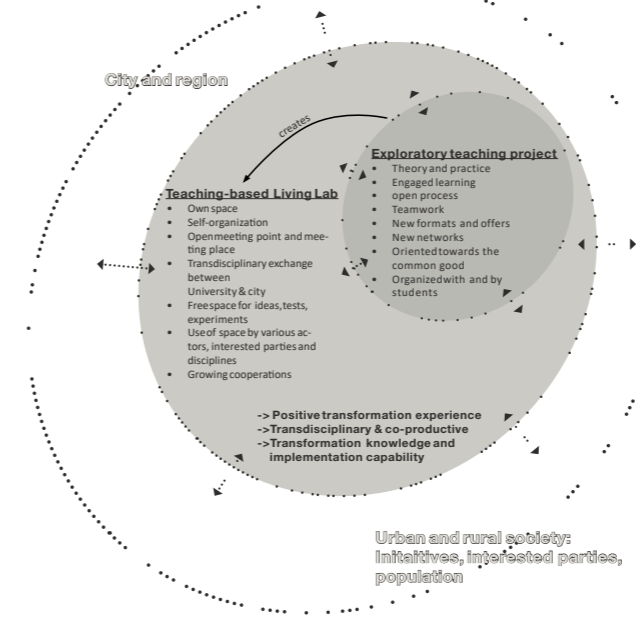 City and region
creates
Exploratory teaching project
• Theory and practice
• Engaged learning
• open process
• Teamwork
• New formats and offers
• New networks
• Oriented towards the
common good
• Organized with and by
students
Teaching-based Living Lab
• Own space
• Self-organization
• Open meeting point and mee-
ting place
• Transdisciplinary exchange
between
University & city
• Free space for ideas, tests,
experiments
• Use of space by various ac-
tors, interested parties and
disciplines
• Growing cooperations
-> Positive transformation experience
->Transdisciplinary & co-productive
->Transformation knowledge and
implementation capability
Urban and rural society:
Initaitives, interested parties,
population